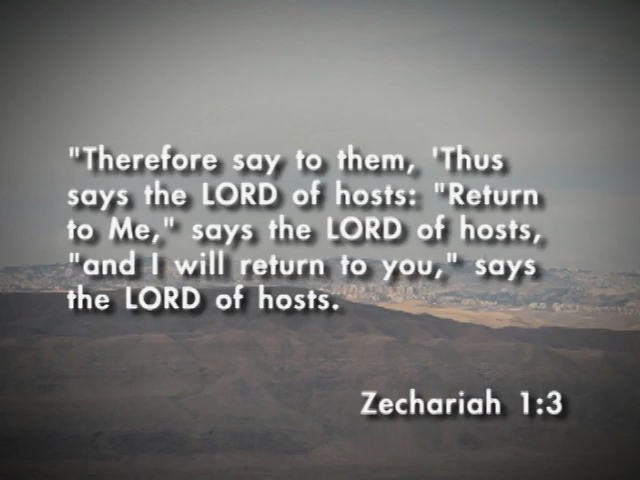 "Therefore say to them, 'Thus
says the LORD of hosts: "Return
to Me," says the LORD of hosts,
"and I will return to you," says
the LORD of hosts.
Zechariah 1:3